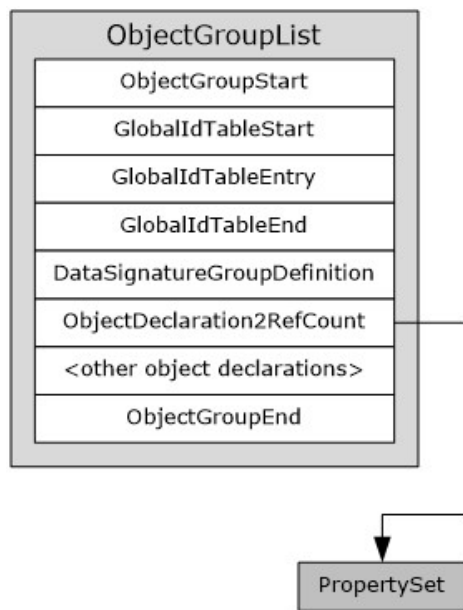 ObjectGroupList
ObjectGroupStart
GlobalIdTableStart
GlobalIdTableEntry
GlobalIdTableEnd
DataSignatureGroupDefinition
ObjectDeclaration2RefCount
<other object declarations>
ObjectGroupEnd
PropertySet